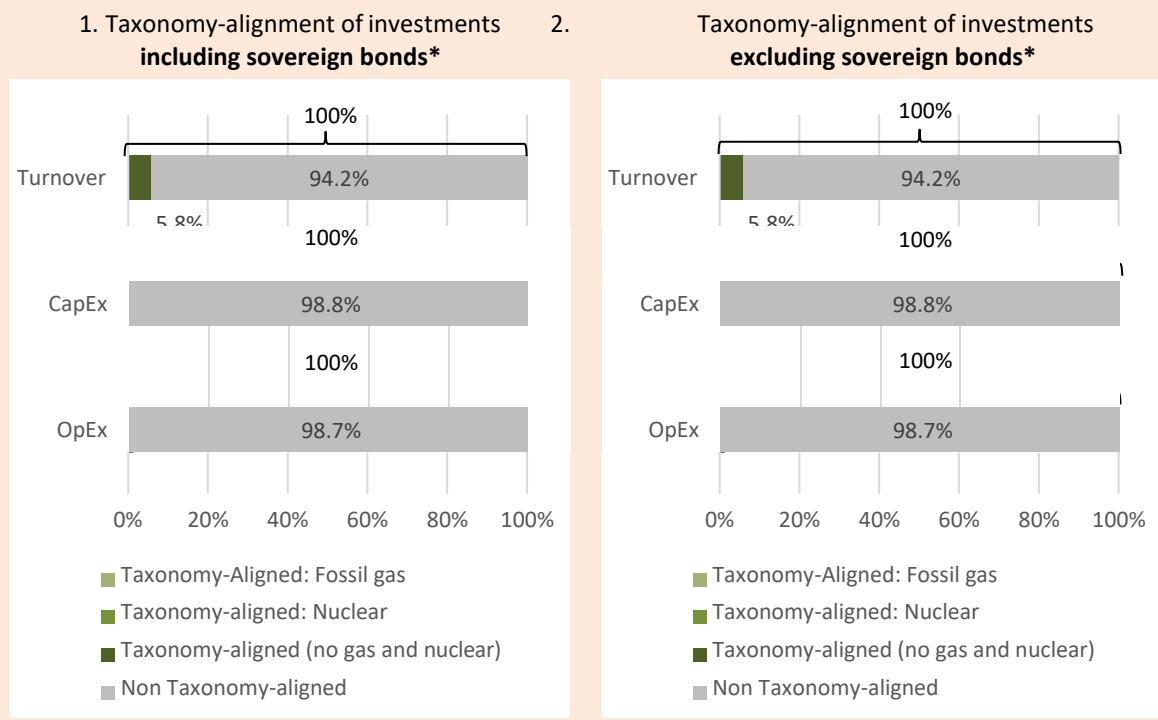 1. Taxonomy-alignment of investments
including sovereign bonds*
100%
Turnover
94.2%
5.8%
100%
CapEx
98.8%
100%
OpEx
98.7%
0% 20% 40% 60% 80% 100%
Taxonomy-Aligned: Fossil gas
Taxonomy-aligned: Nuclear
Taxonomy-aligned (no gas and nuclear)
Non Taxonomy-aligned
2. Taxonomy-alignment of investments
excluding sovereign bonds*
100%
Turnover
94.2%
5.8%
100%
CapEx
98.8%
100%
OpEx
98.7%
0% 20% 40% 60% 80% 100%
Taxonomy-Aligned: Fossil gas
Taxonomy-aligned: Nuclear
Taxonomy-aligned (no gas and nuclear)
Non Taxonomy-aligned